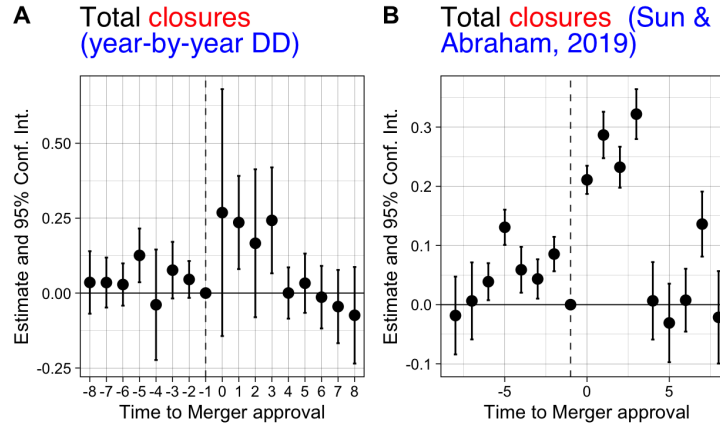 A
Total closures
(year-by-year DD)
Estimate and 95% Conf. Int.
0.50
0.25
0.00
-0.25
-8 -7 -6 -5 -4 -3 -2 -1 0 1 2 3 4 5 6 7 8
Time to Merger approval
B
Total closures (Sun &
Abraham, 2019)
Estimate and 95% Conf. Int.
0.3
0.2
0.1
0.0
-0.1
-5 0 5
Time to Merger approval